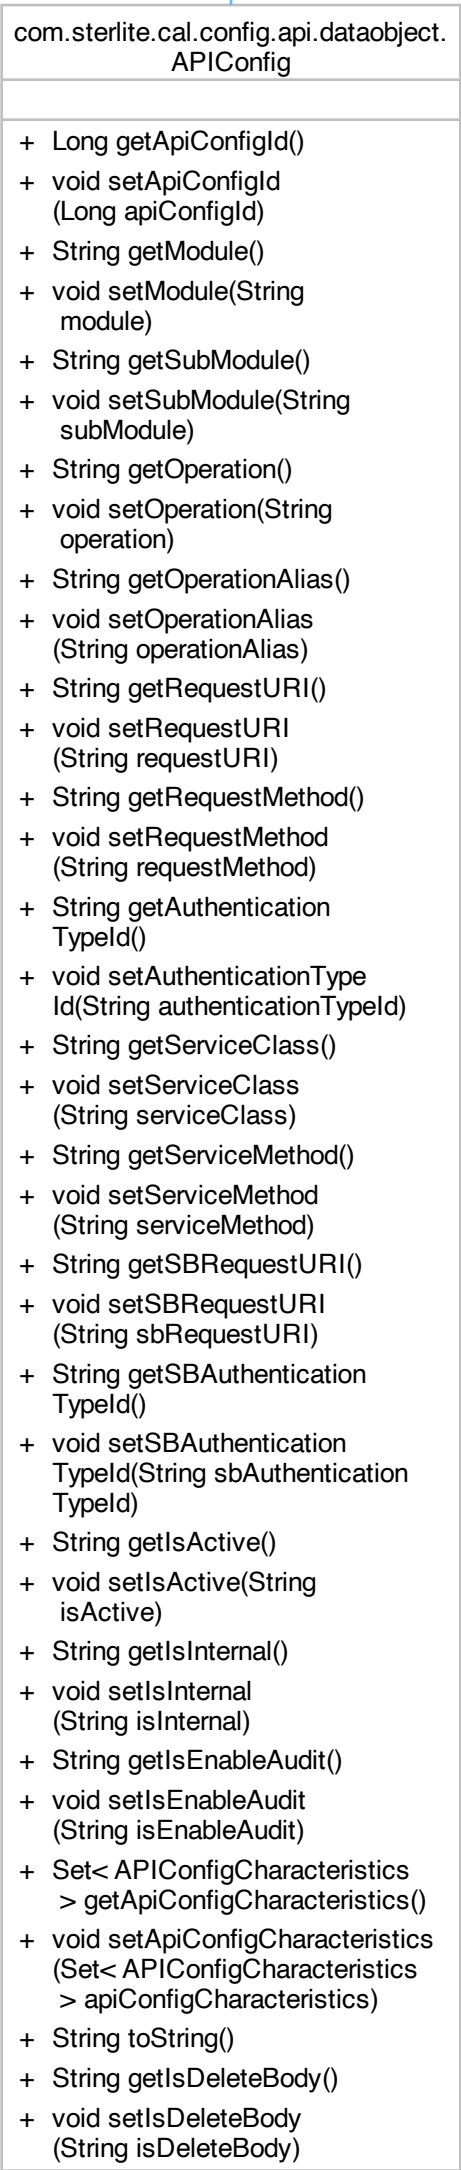 com.sterlite.cal.config.api.dataobject.
APIConfig
+ Long getApiConfigId()
+ void setApiConfigId
(Long apiConfigId)
+ String getModule()
+ void setModule(String
module)
+ String getSubModule()
+ void setSubModule(String
subModule)
+ String getOperation()
+ void setOperation(String
operation)
+ String getOperationAlias()
+ void setOperationAlias
(String operationAlias)
+ String getRequestURI()
+ void setRequestURI
(String requestURI)
+ String getRequestMethod()
+ void setRequestMethod
(String requestMethod)
+ String getAuthentication
TypeId()
+ void setAuthenticationType
Id(String authenticationTypeId)
+ String getServiceClass()
+ void setServiceClass
(String serviceClass)
+ String getServiceMethod()
+ void setServiceMethod
(String serviceMethod)
+ String getSBRequestURI()
+ void setSBRequestURI
(String sbRequestURI)
+ String getSBAuthentication
TypeId()
+ void setSBAuthentication
TypeId(String sbAuthentication
TypeId)
+ String getIsActive()
+ void setIsActive(String
isActive)
+ String getIsInternal()
+ void setIsInternal
(String isInternal)
+ String getIsEnableAudit()
+ void setIsEnableAudit
(String isEnableAudit)
+ Set< APIConfigCharacteristics
> getApiConfigCharacteristics()
+ void setApiConfigCharacteristics
(Set< APIConfigCharacteristics
> apiConfigCharacteristics)
+ String toString()
+ String getIsDeleteBody()
+ void setIsDeleteBody
(String isDeleteBody)